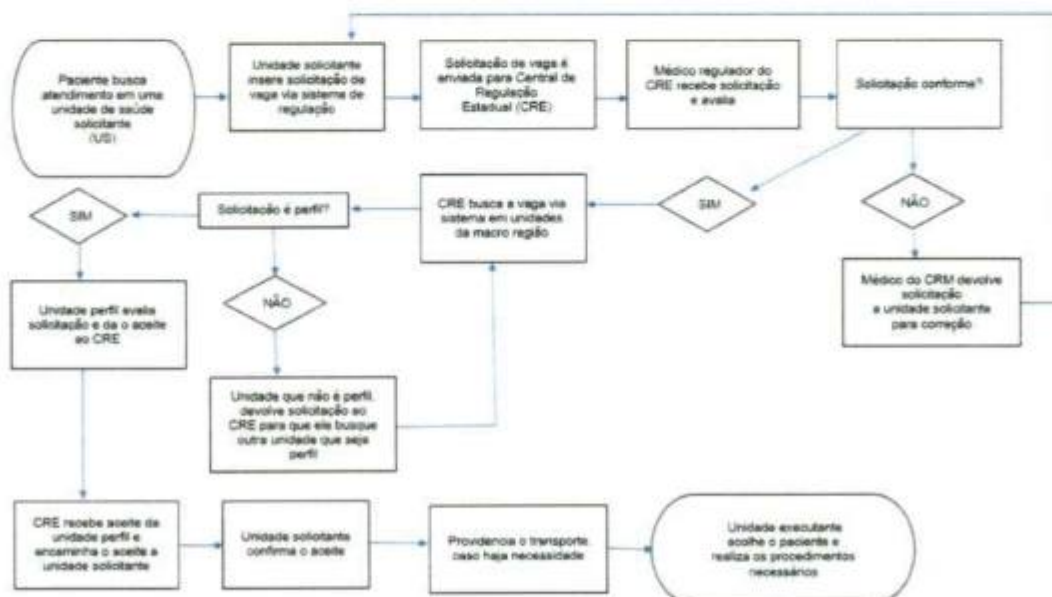 Paciente busca
atendimento em uma
unidade de saúde
solicitante
(US)
Unidade solicitante
insere solicitação de
vaga via sistema de
regulação
Solicitação de vaga é
enviada para Central de
Regulação
Estadual (CRE)
Médico regulador do
CRE recebe solicitação
e avalia
Solicitação conforme?
SIM
Solicitação é perfil?
CRE busca a vaga via
sistema em unidades
da macro região
SIM
NÃO
NÃO
Unidade perfil avalia
solicitação e da o aceite
ao CRE
Médico do CRM devolve
solicitação
a unidade solicitante
para correção
Unidade que não é perfil,
devolve solicitação ao
CRE para que ele busque
outra unidade que seja
perfil
CRE recebe aceite da
unidade perfil e
encaminha o aceite a
unidade solicitante
Unidade solicitante
confirma o aceite
Providencia o transporte,
caso haja necessidade
Unidade executante
acolhe o paciente e
realiza os procedimentos
necessários